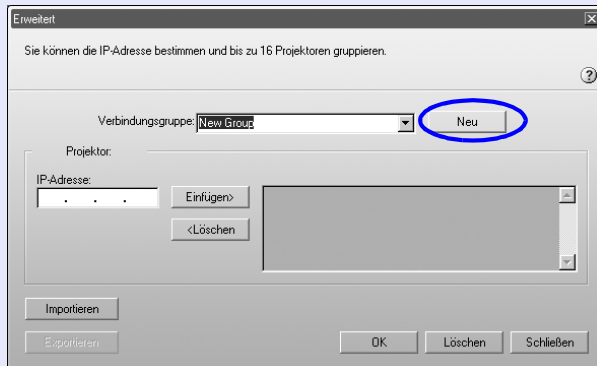 Erweitert
Sie können die IP-Adresse bestimmen und bis zu 16 Projektoren gruppieren.
?
Verbindungsgruppe: New Group
Neu
Projektor:
IP-Adresse:
. . .
Einfügen>
<Löschen
Importieren
Exportieren
OK
Löschen
Schließen